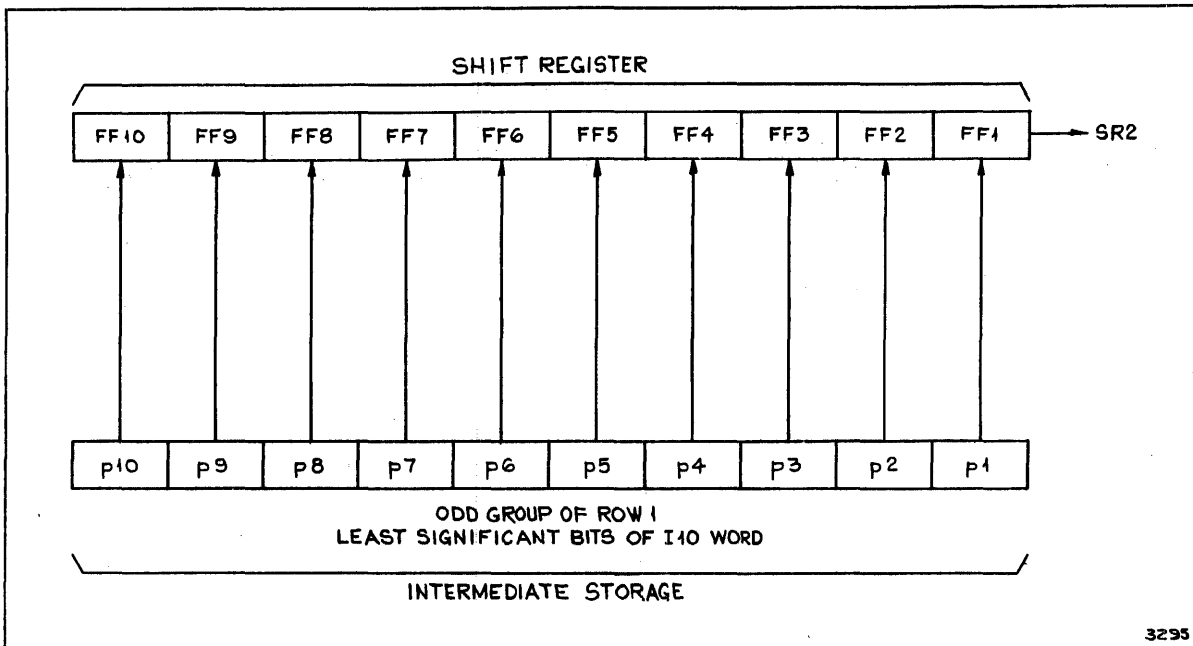 SHIFT REGISTER
FF10 FF9 FF8 FF7 FF6 FF5 FF4 FF3 FF2 FF1 SR2
p10 p9 p8 p7 p6 p5 p4 p3 p2 p1
ODD GROUP OF ROW 1
LEAST SIGNIFICANT BITS OF I10 WORD
INTERMEDIATE STORAGE
3295